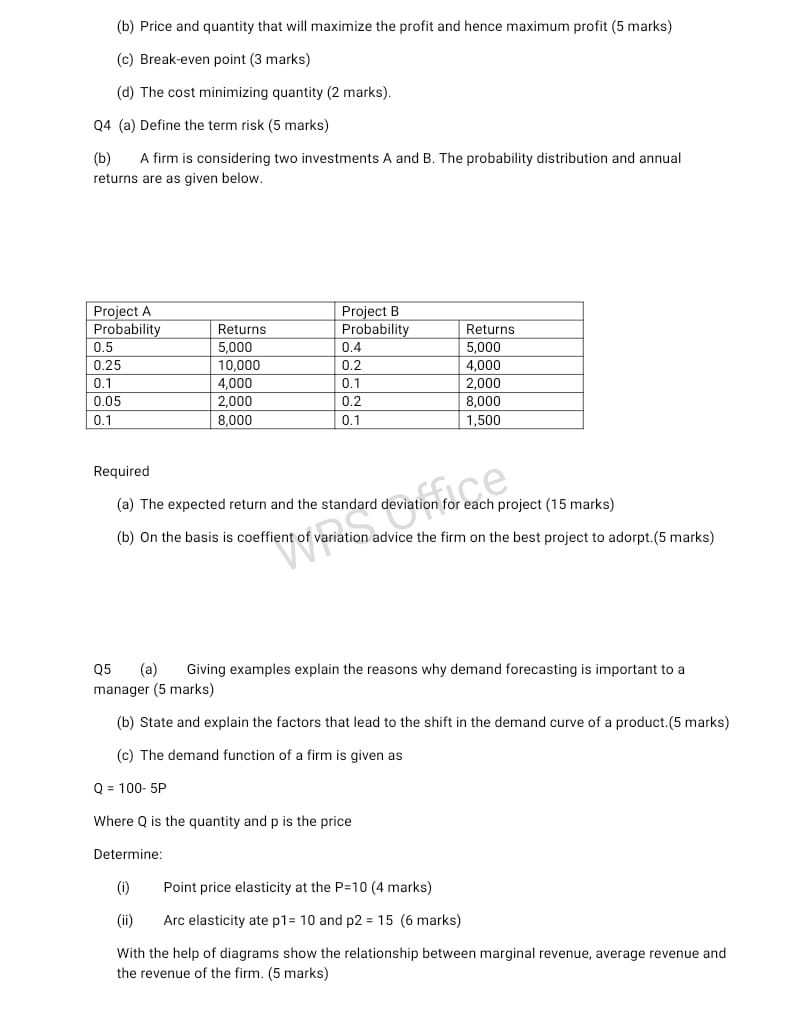 (b) Price and quantity that will maximize the profit and hence maximum profit (5 marks)
(c) Break-even point (3 marks)
(d) The cost minimizing quantity (2 marks).
Q4 (a) Define the term risk (5 marks)
(b) A firm is considering two investments A and B. The probability distribution and annual
returns are as given below.
Project A Project B
Probability Returns Probability Returns
0.5 5,000 0.4 5,000
0.25 10,000 0.2 4,000
0.1 4,000 0.1 2,000
0.05 2,000 0.2 8,000
0.1 8,000 0.1 1,500
Required
(a) The expected return and the standard deviation for each project (15 marks)
(b) On the basis is coeffient of variation advice the firm on the best project to adorpt.(5 marks)
WPS Office
Q5 (a) Giving examples explain the reasons why demand forecasting is important to a
manager (5 marks)
(b) State and explain the factors that lead to the shift in the demand curve of a product.(5 marks)
(c) The demand function of a firm is given as
Q = 100- 5P
Where Q is the quantity and p is the price
Determine:
(i) Point price elasticity at the P=10 (4 marks)
(ii) Arc elasticity ate p1= 10 and p2 = 15 (6 marks)
With the help of diagrams show the relationship between marginal revenue, average revenue and
the revenue of the firm. (5 marks)